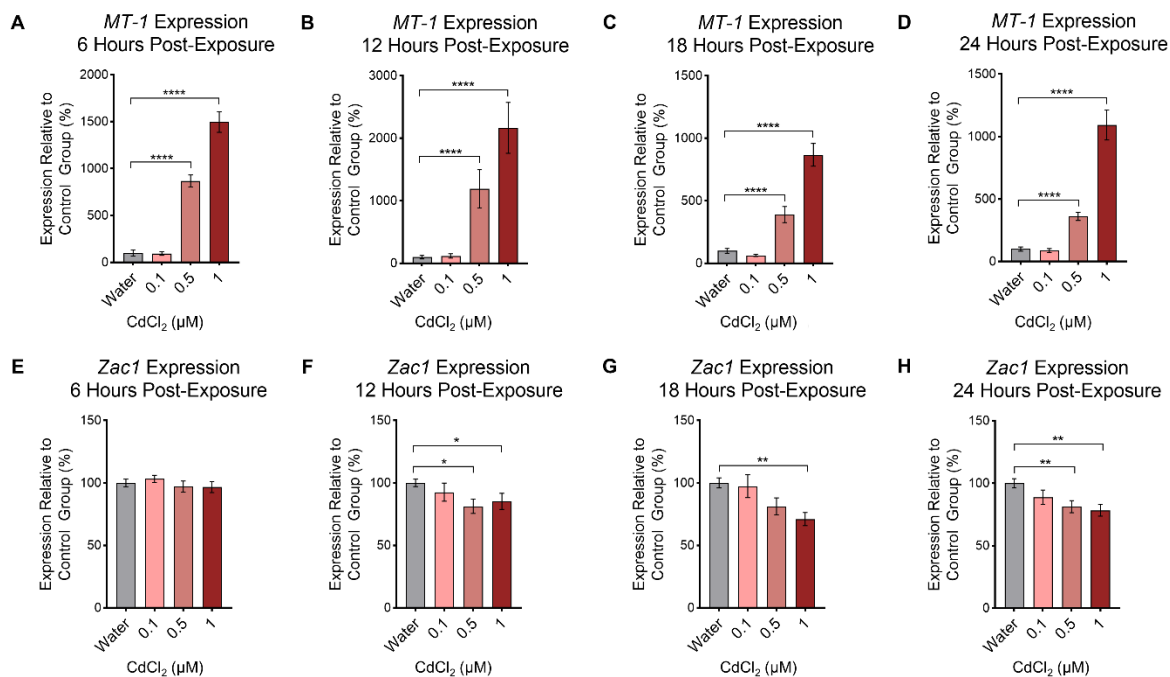 A
MT-1 Expression
6 Hours Post-Exposure
Expression Relative to
Control Group (%)
2000
1500
1000
500
0
****
****
Water
0.1
0.5
1
CdCl₂ (µM)
B
MT-1 Expression
12 Hours Post-Exposure
Expression Relative to
Control Group (%)
3000
2000
1000
0
****
****
Water
0.1
0.5
1
CdCl₂ (µM)
C
MT-1 Expression
18 Hours Post-Exposure
Expression Relative to
Control Group (%)
1500
1000
500
0
****
****
Water
0.1
0.5
1
CdCl₂ (µM)
D
MT-1 Expression
24 Hours Post-Exposure
Expression Relative to
Control Group (%)
1500
1000
500
0
****
****
Water
0.1
0.5
1
CdCl₂ (µM)
E
Zac1 Expression
6 Hours Post-Exposure
Expression Relative to
Control Group (%)
150
100
50
0
Water
0.1
0.5
1
CdCl₂ (µM)
F
Zac1 Expression
12 Hours Post-Exposure
Expression Relative to
Control Group (%)
150
100
50
0
*
*
Water
0.1
0.5
1
CdCl₂ (µM)
G
Zac1 Expression
18 Hours Post-Exposure
Expression Relative to
Control Group (%)
150
100
50
0
**
Water
0.1
0.5
1
CdCl₂ (µM)
H
Zac1 Expression
24 Hours Post-Exposure
Expression Relative to
Control Group (%)
150
100
50
0
**
**
Water
0.1
0.5
1
CdCl₂ (µM)